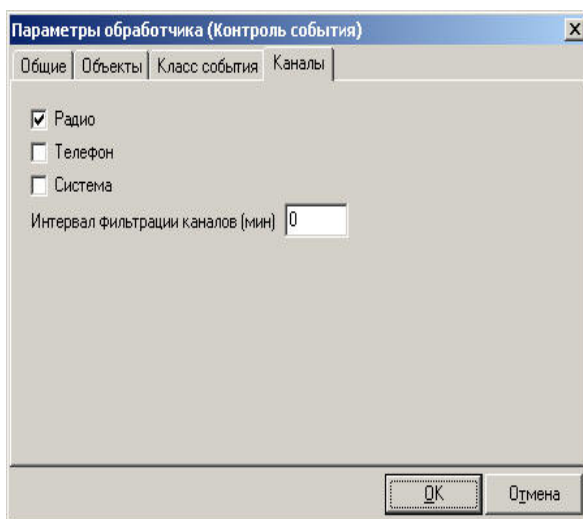 Параметры обработчика (Контроль события)
Общие Объекты Класс события Каналы
Радио
Телефон
Система
Интервал фильтрации каналов (мин) 0
OK Отмена